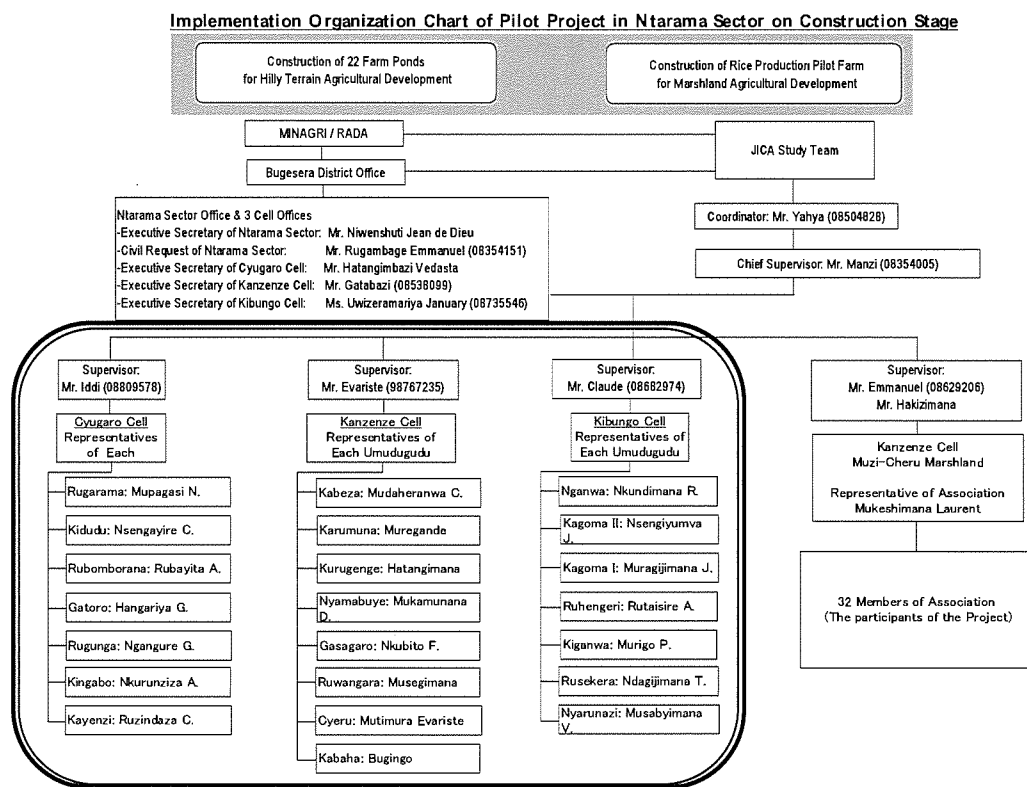 Implementation Organization Chart of Pilot Project in Ntarama Sector on Construction Stage
Construction of 22 Farm Ponds
for Hilly Terrain Agricultural Development
Construction of Rice Production Pilot Farm
for Marshland Agricultural Development
MINAGRI / RADA
JICA Study Team
Bugesera District Office
Ntarama Sector Office & 3 Cell Offices
-Executive Secretary of Ntarama Sector: Mr. Niwenshuti Jean de Dieu
-Civil Request of Ntarama Sector: Mr. Rugambage Emmanuel (08354151)
-Executive Secretary of Cyugaro Cell: Mr. Hatangimbazi Vedasta
-Executive Secretary of Kanzenze Cell: Mr. Gatabazi (08538099)
-Executive Secretary of Kibungo Cell: Ms. Uwizeramariya January (08735546)
Coordinator: Mr. Yahya (08504828)
Chief Supervisor: Mr. Manzi (08354005)
Supervisor:
Mr. Iddi (08809578)
Supervisor:
Mr. Evariste (98767235)
Supervisor:
Mr. Claude (08682974)
Supervisor:
Mr. Emmanuel (08629206)
Mr. Hakizimana
Cyugaro Cell
Representatives
of Each
Kanzenze Cell
Representatives of
Each Umudugudu
Kibungo Cell
Representatives of
Each Umudugudu
Kanzenze Cell
Muzi-Cheru Marshland
Representative of Association
Mukeshimana Laurent
Rugarama: Mupagasi N.
Kidudu: Nsengayire C.
Rubomborana: Rubayita A.
Gatoro: Hangariya G.
Rugunga: Ngangure G.
Kingabo: Nkurunziza A.
Kayenzi: Ruzindaza C.
Kabeza: Mudaheranwa C.
Karumuna: Muregande
Kurugenge: Hatangimana
Nyamabuye: Mukamunana
D.
Gasagaro: Nkubito F.
Ruwangara: Musegimana
Cyeru: Mutimura Evariste
Kabaha: Bugingo
Nganwa: Nkundimana R.
Kagoma II: Nsengiyumva
J.
Kagoma I: Muragijimana J.
Ruhengeri: Rutaisire A.
Kiganwa: Murigo P.
Rusekera: Ndagijimana T.
Nyarunazi: Musabyimana
V.
32 Members of Association
(The participants of the Project)